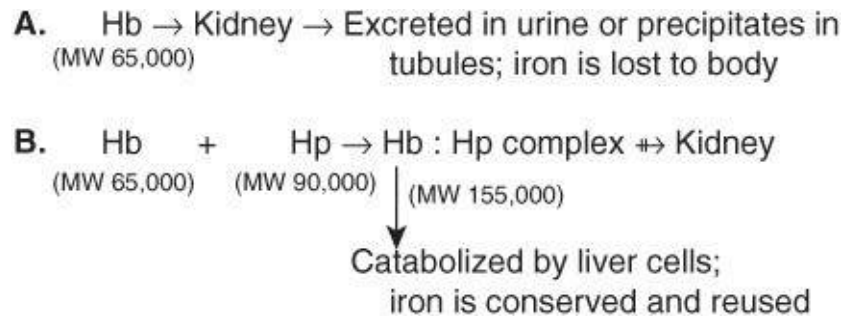 A. Hb → Kidney → Excreted in urine or precipitates in
(MW 65,000) tubules; iron is lost to body
B. Hb + Hp → Hb : Hp complex ⇸ Kidney
(MW 65,000) (MW 90,000) (MW 155,000)
Catabolized by liver cells;
iron is conserved and reused